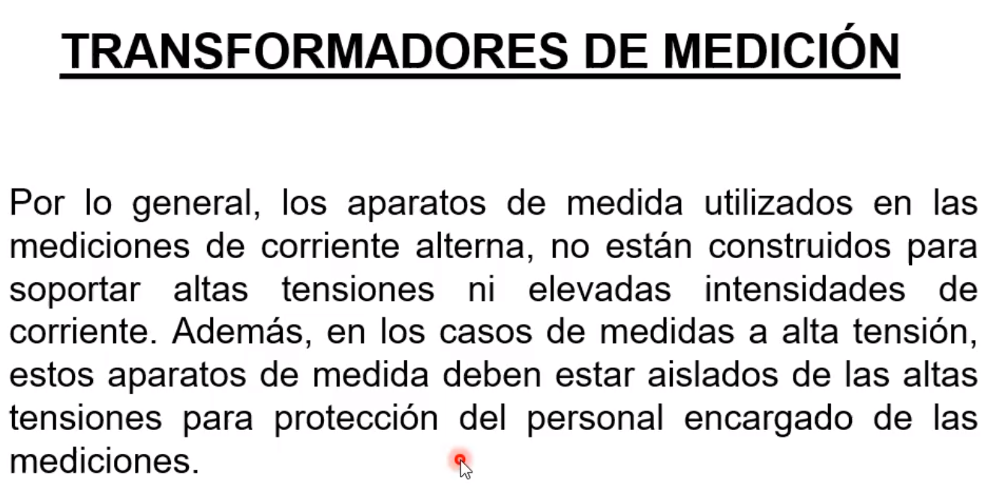 TRANSFORMADORES DE MEDICIÓN
Por lo general, los aparatos de medida utilizados en las
mediciones de corriente alterna, no están construidos para
soportar altas tensiones ni elevadas intensidades de
corriente. Además, en los casos de medidas a alta tensión,
estos aparatos de medida deben estar aislados de las altas
tensiones para protección del personal encargado de las
mediciones.